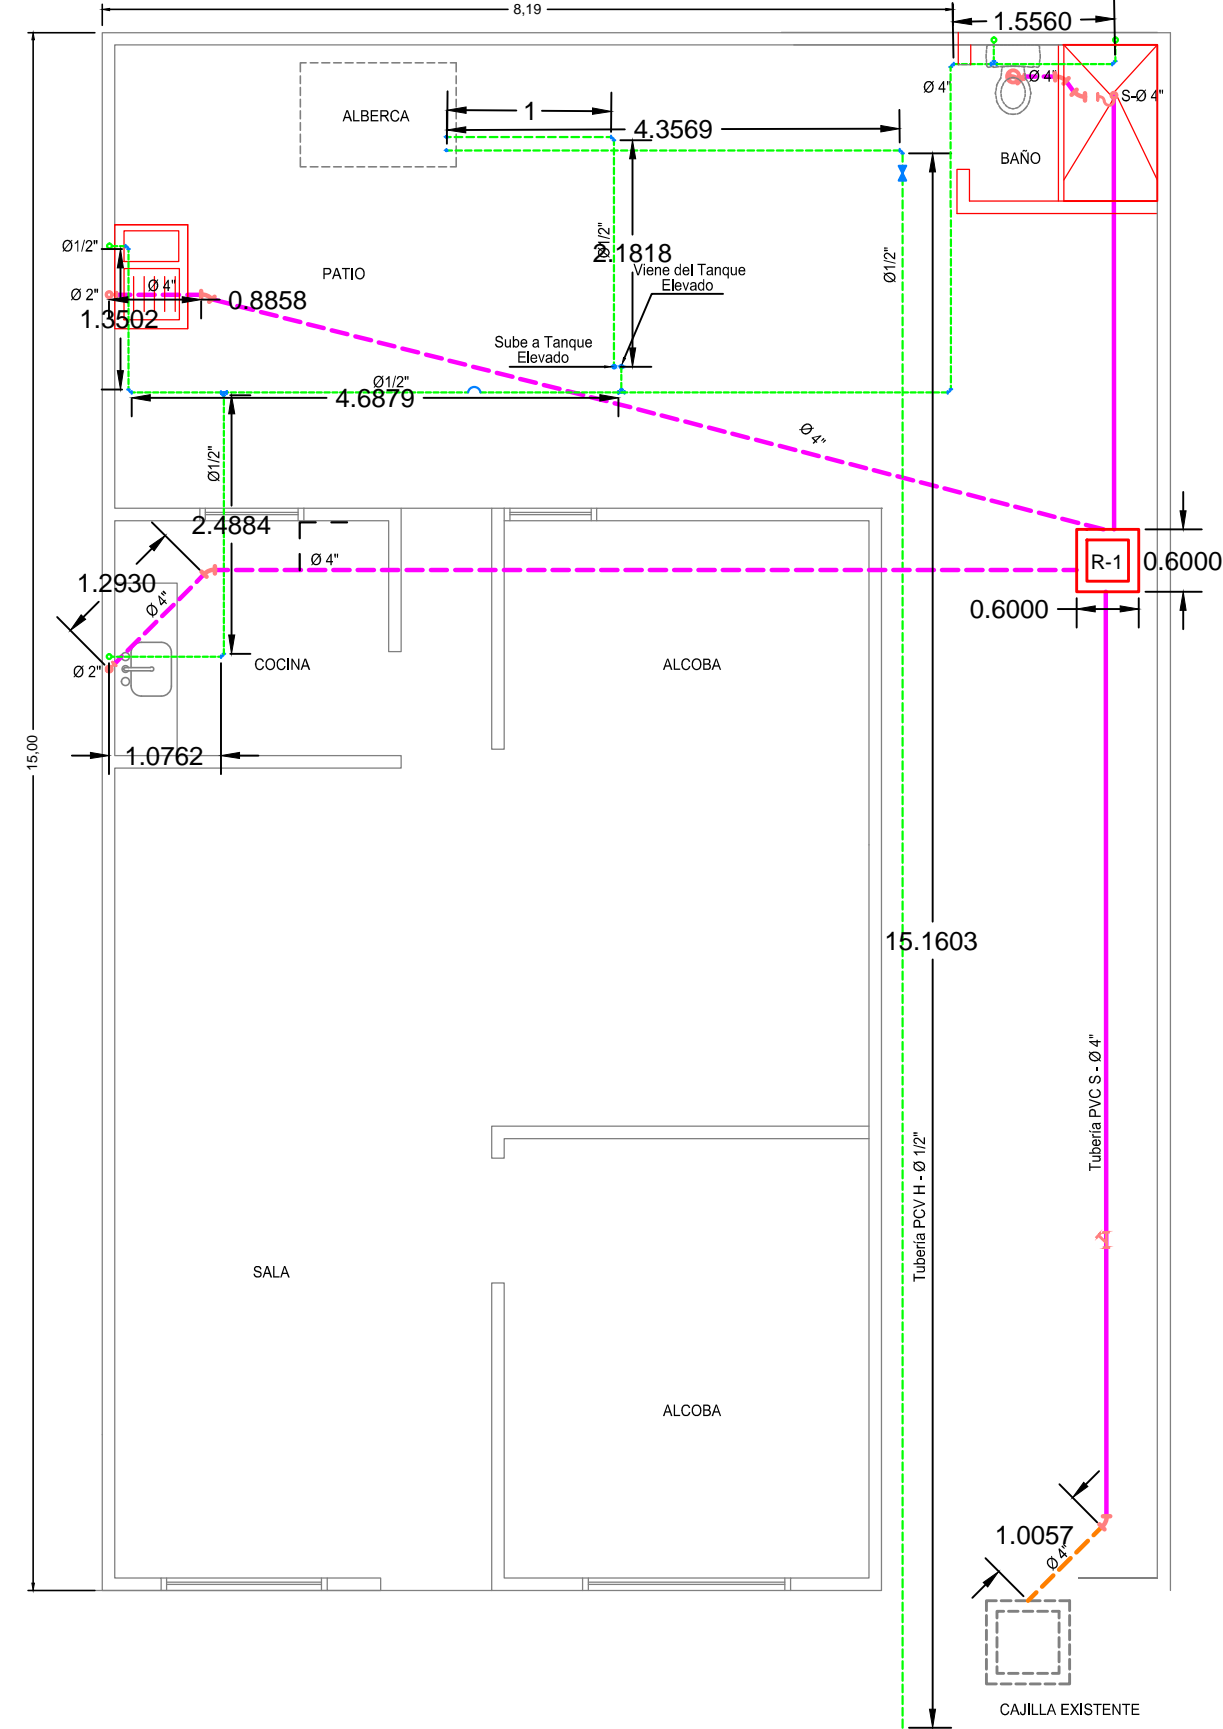 8,19
1.5560
Ø 4"
Ø 4"
S-Ø 4"
ALBERCA
1
4.3569
BAÑO
Ø1/2"
Ø1/2"
2.1818
Ø1/2"
PATIO
Viene del Tanque
Elevado
Ø 4"
Ø 2"
0.8858
1.3502
Sube a Tanque
Elevado
Ø1/2"
4.6879
Ø 4"
Ø1/2"
2.4884
Ø 4"
R-1
0.6000
1.2930
Ø 4"
0.6000
COCINA
ALCOBA
Ø 2"
15,00
1.0762
15.1603
Tubería PVC S - Ø 4"
Tubería PCV H - Ø 1/2"
SALA
ALCOBA
1.0057
Ø 4"
CAJILLA EXISTENTE